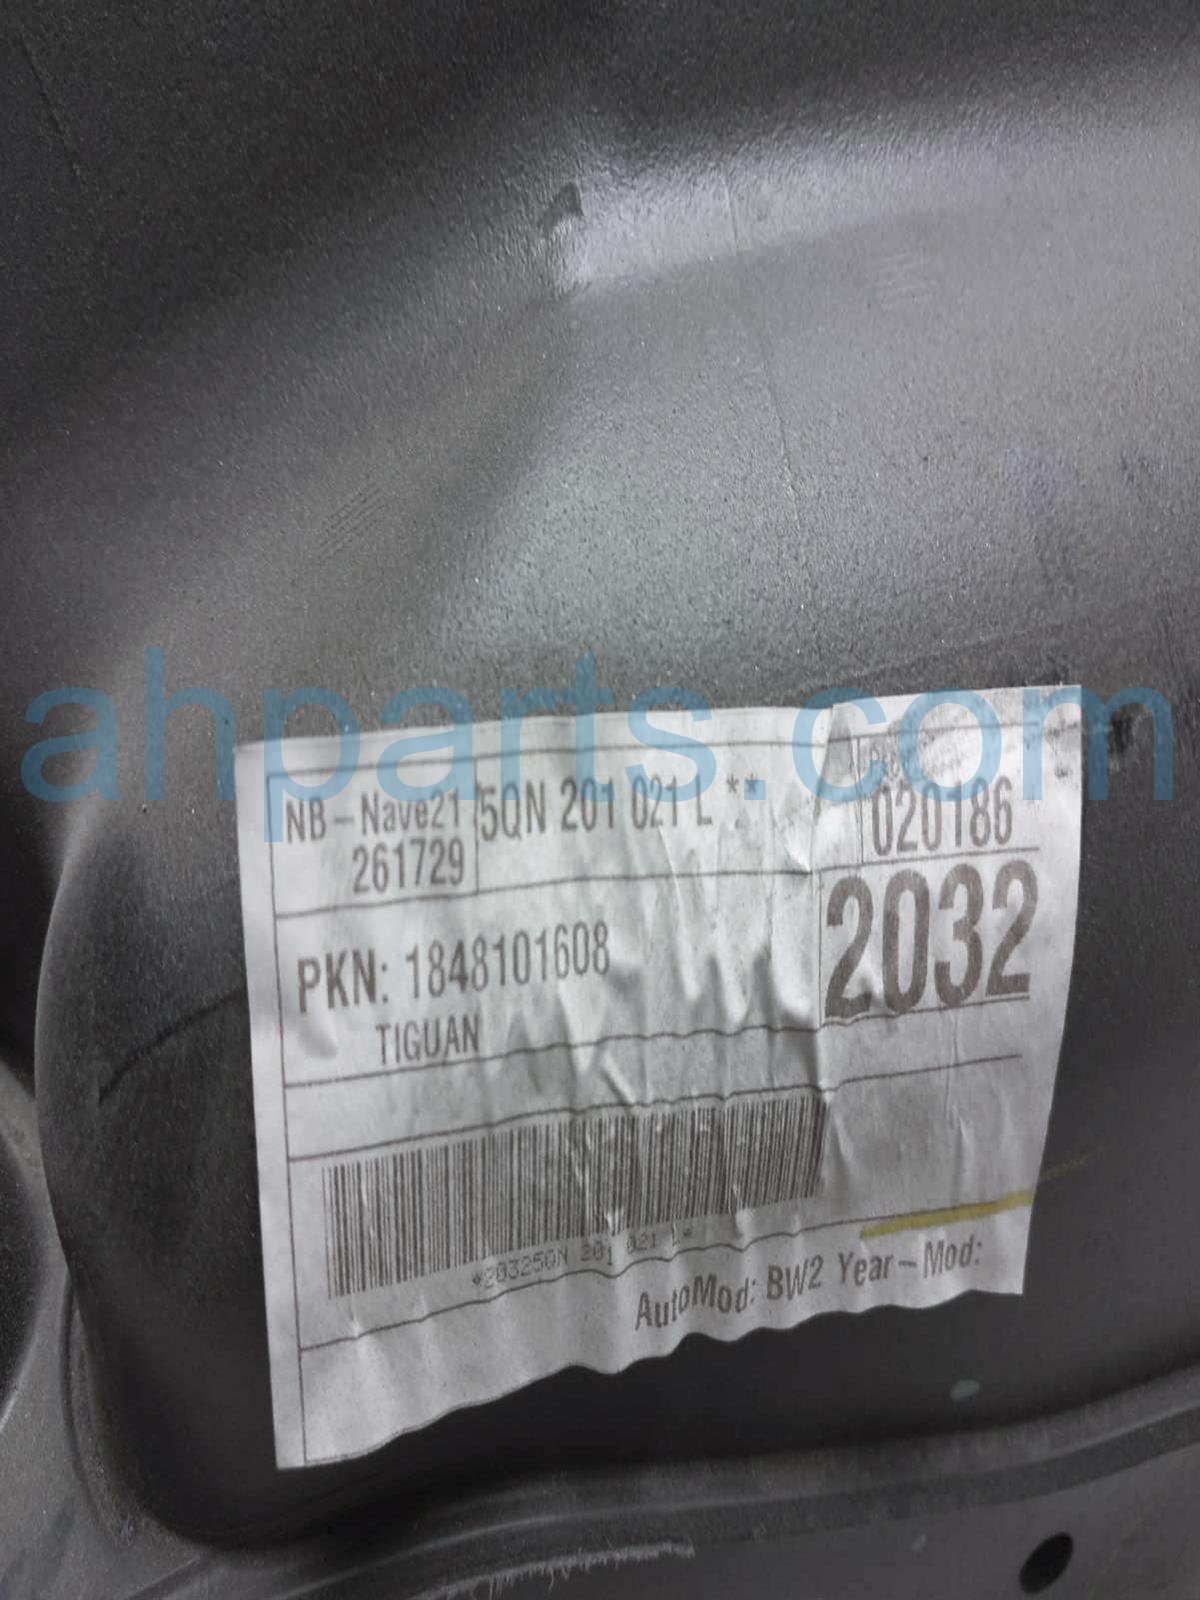 ahparts.com
NB-Nave21 5QN 201 021 L ** 020186
261729
2032
PKN: 1848101608
TIGUAN
*20325QN 201 021 L*
AutoMod: BW2 Year-Mod: